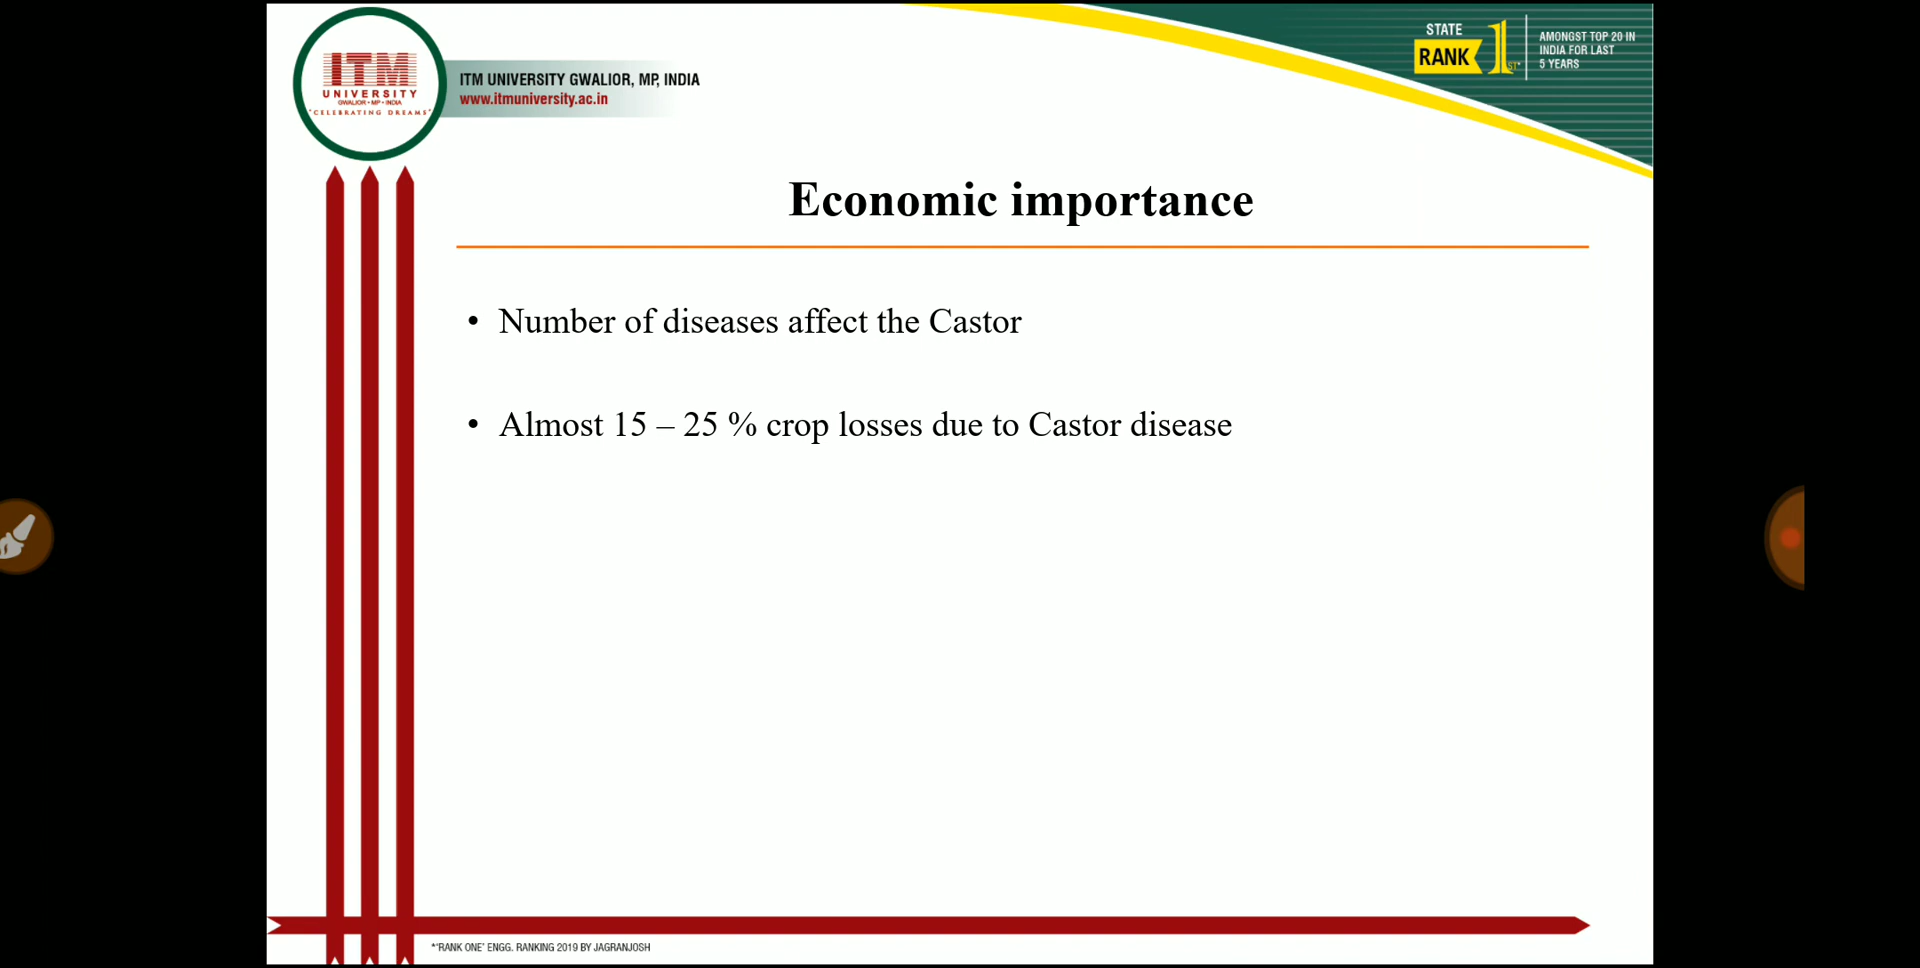 ITM
UNIVERSITY
GWALIOR • MP • INDIA
"CELEBRATING DREAMS"
ITM UNIVERSITY GWALIOR, MP, INDIA
www.itmuniversity.ac.in
STATE
RANK 1ST*
AMONGST TOP 20 IN
INDIA FOR LAST
5 YEARS
Economic importance
• Number of diseases affect the Castor
• Almost 15 – 25 % crop losses due to Castor disease
*'RANK ONE' ENGG. RANKING 2019 BY JAGRANJOSH